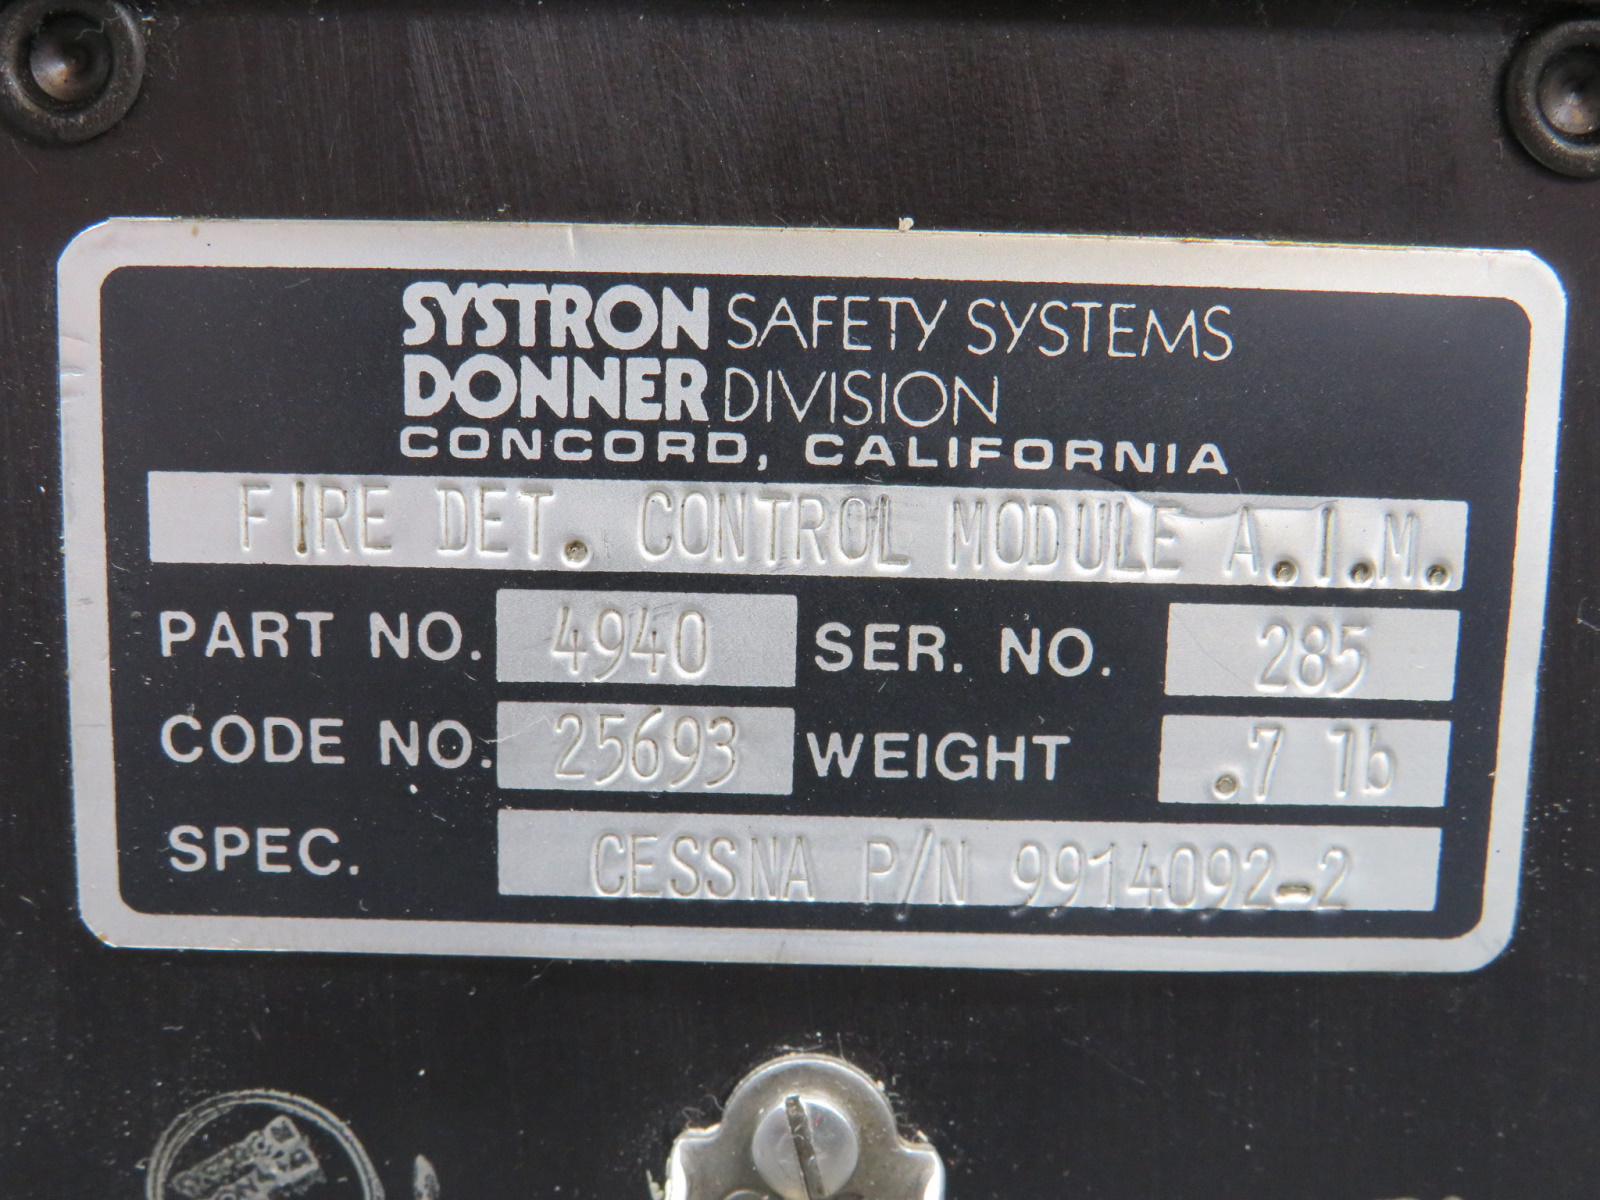 SYSTRON SAFETY SYSTEMS
DONNER DIVISION
CONCORD, CALIFORNIA
FIRE DET. CONTROL MODULE A.I.M.
PART NO. 4940 SER. NO. 285
CODE NO. 25693 WEIGHT .7 lb
SPEC. CESSNA P/N 9914092-2